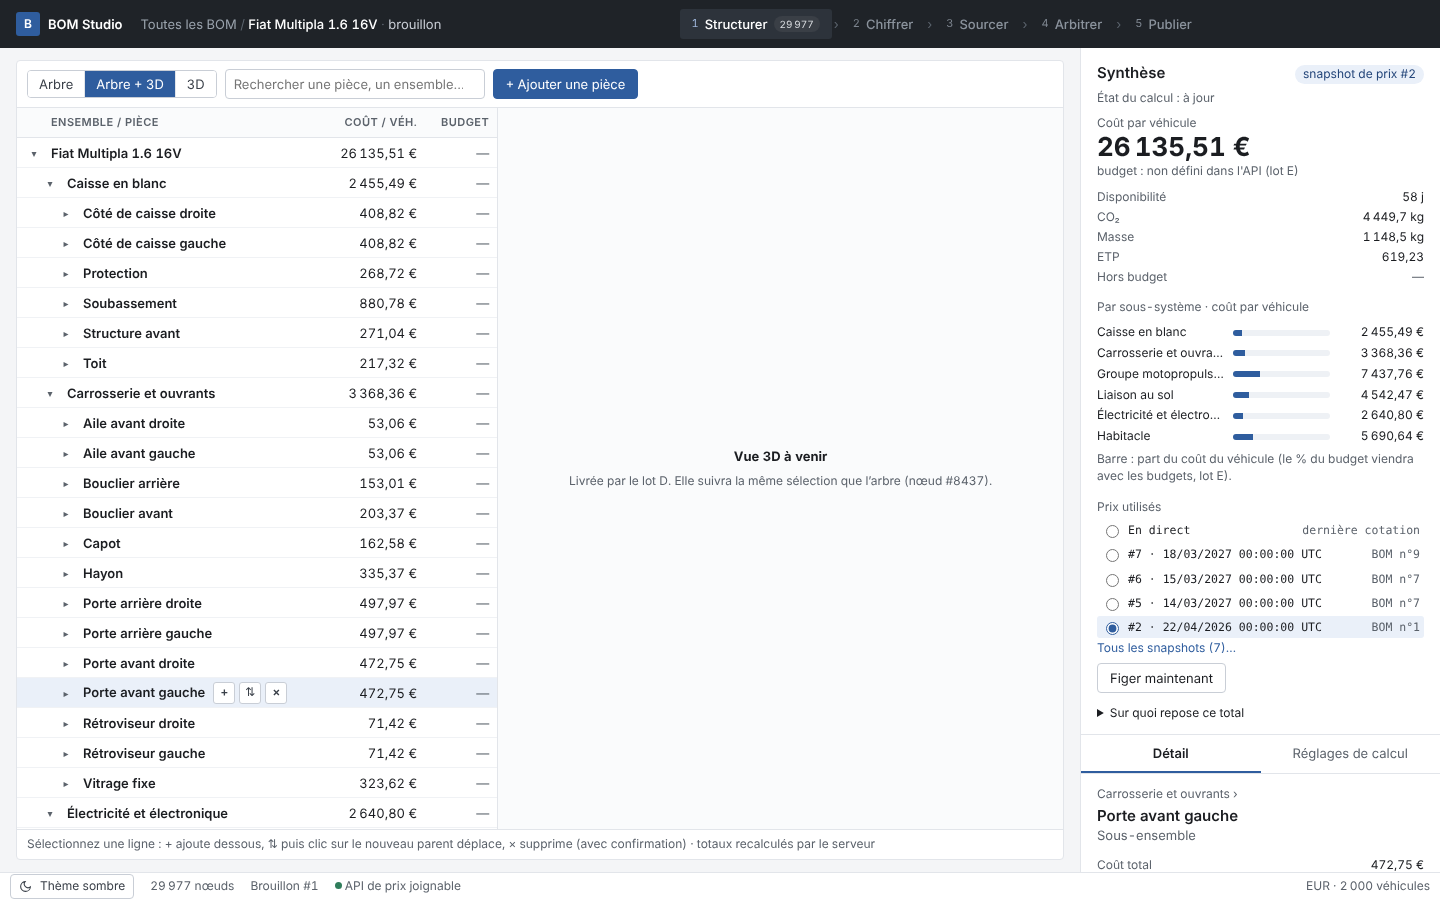 B BOM Studio Toutes les BOM / Fiat Multipla 1.6 16V · brouillon 1 Structurer 29 977 › 2 Chiffrer › 3 Sourcer › 4 Arbitrer › 5 Publier
Arbre Arbre + 3D 3D Rechercher une pièce, un ensemble... + Ajouter une pièce
ENSEMBLE / PIÈCE COÛT / VÉH. BUDGET
Fiat Multipla 1.6 16V 26 135,51 € —
Caisse en blanc 2 455,49 € —
Côté de caisse droite 408,82 € —
Côté de caisse gauche 408,82 € —
Protection 268,72 € —
Soubassement 880,78 € —
Structure avant 271,04 € —
Toit 217,32 € —
Carrosserie et ouvrants 3 368,36 € —
Aile avant droite 53,06 € —
Aile avant gauche 53,06 € —
Bouclier arrière 153,01 € —
Bouclier avant 203,37 € —
Capot 162,58 € —
Hayon 335,37 € —
Porte arrière droite 497,97 € —
Porte arrière gauche 497,97 € —
Porte avant droite 472,75 € —
Porte avant gauche + ⇅ × 472,75 € —
Rétroviseur droite 71,42 € —
Rétroviseur gauche 71,42 € —
Vitrage fixe 323,62 € —
Électricité et électronique 2 640,80 € —
Vue 3D à venir
Livrée par le lot D. Elle suivra la même sélection que l'arbre (nœud #8437).
Sélectionnez une ligne : + ajoute dessous, ⇅ puis clic sur le nouveau parent déplace, × supprime (avec confirmation) · totaux recalculés par le serveur
Synthèse snapshot de prix #2
État du calcul : à jour
Coût par véhicule
26 135,51 €
budget : non défini dans l'API (lot E)
Disponibilité 58 j
CO₂ 4 449,7 kg
Masse 1 148,5 kg
ETP 619,23
Hors budget —
Par sous-système · coût par véhicule
Caisse en blanc 2 455,49 €
Carrosserie et ouvra... 3 368,36 €
Groupe motopropuls... 7 437,76 €
Liaison au sol 4 542,47 €
Électricité et électro... 2 640,80 €
Habitacle 5 690,64 €
Barre : part du coût du véhicule (le % du budget viendra
avec les budgets, lot E).
Prix utilisés
En direct dernière cotation
#7 · 18/03/2027 00:00:00 UTC BOM n°9
#6 · 15/03/2027 00:00:00 UTC BOM n°7
#5 · 14/03/2027 00:00:00 UTC BOM n°7
#2 · 22/04/2026 00:00:00 UTC BOM n°1
Tous les snapshots (7)...
Figer maintenant
Sur quoi repose ce total
Détail Réglages de calcul
Carrosserie et ouvrants ›
Porte avant gauche
Sous-ensemble
Coût total 472,75 €
Thème sombre 29 977 nœuds Brouillon #1 API de prix joignable EUR · 2 000 véhicules